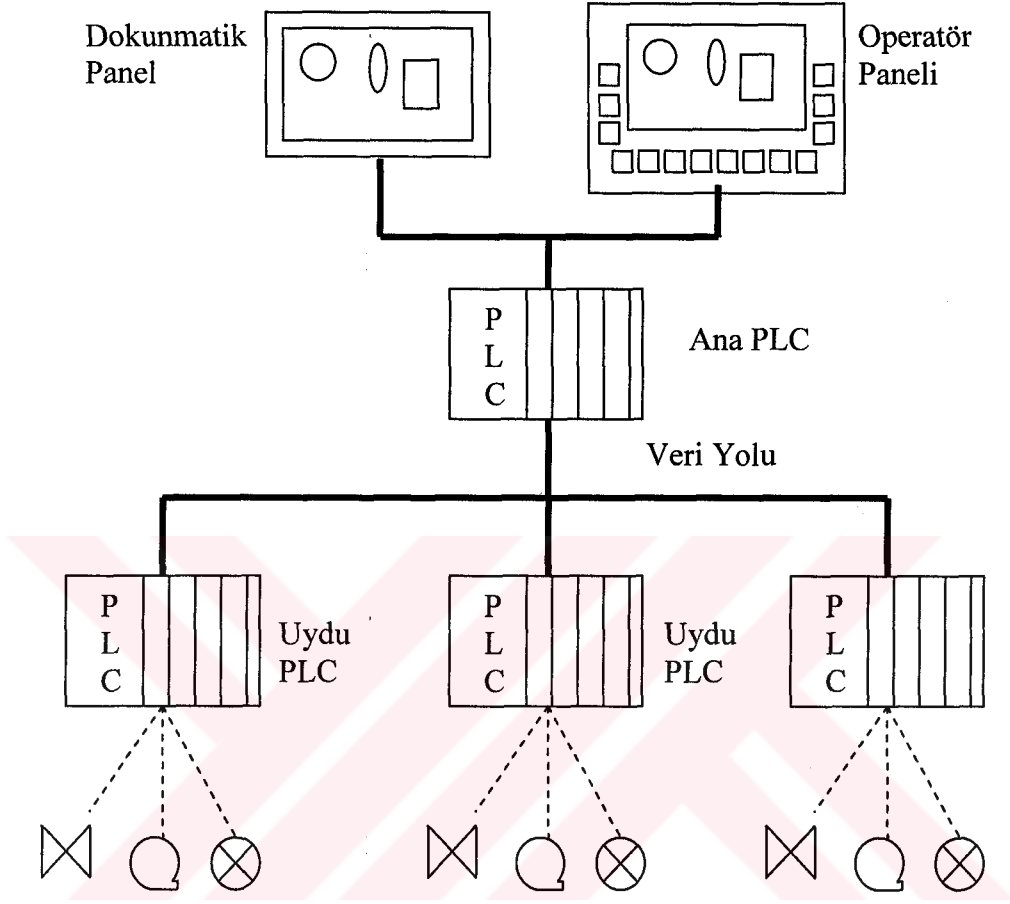 Dokunmatik
Panel
Operatör
Paneli
P
L
C
Ana PLC
Veri Yolu
P
L
C
Uydu
PLC
P
L
C
Uydu
PLC
P
L
C